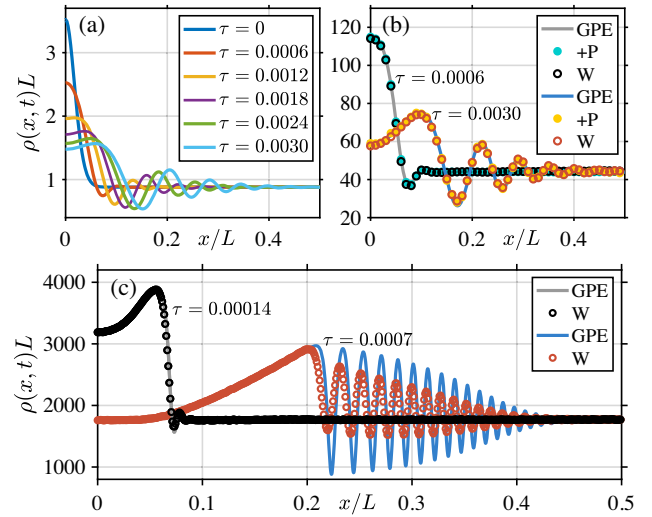 (a)
τ = 0
τ = 0.0006
τ = 0.0012
τ = 0.0018
τ = 0.0024
τ = 0.0030
3
2
1
ρ(x, t)L
0 0.2 0.4
x/L
(b)
τ = 0.0006
τ = 0.0030
GPE
+P
W
GPE
+P
W
120
100
80
60
40
20
0 0.2 0.4
x/L
(c)
τ = 0.00014
τ = 0.0007
GPE
W
GPE
W
4000
3000
2000
1000
ρ(x, t)L
0 0.1 0.2 0.3 0.4 0.5
x/L